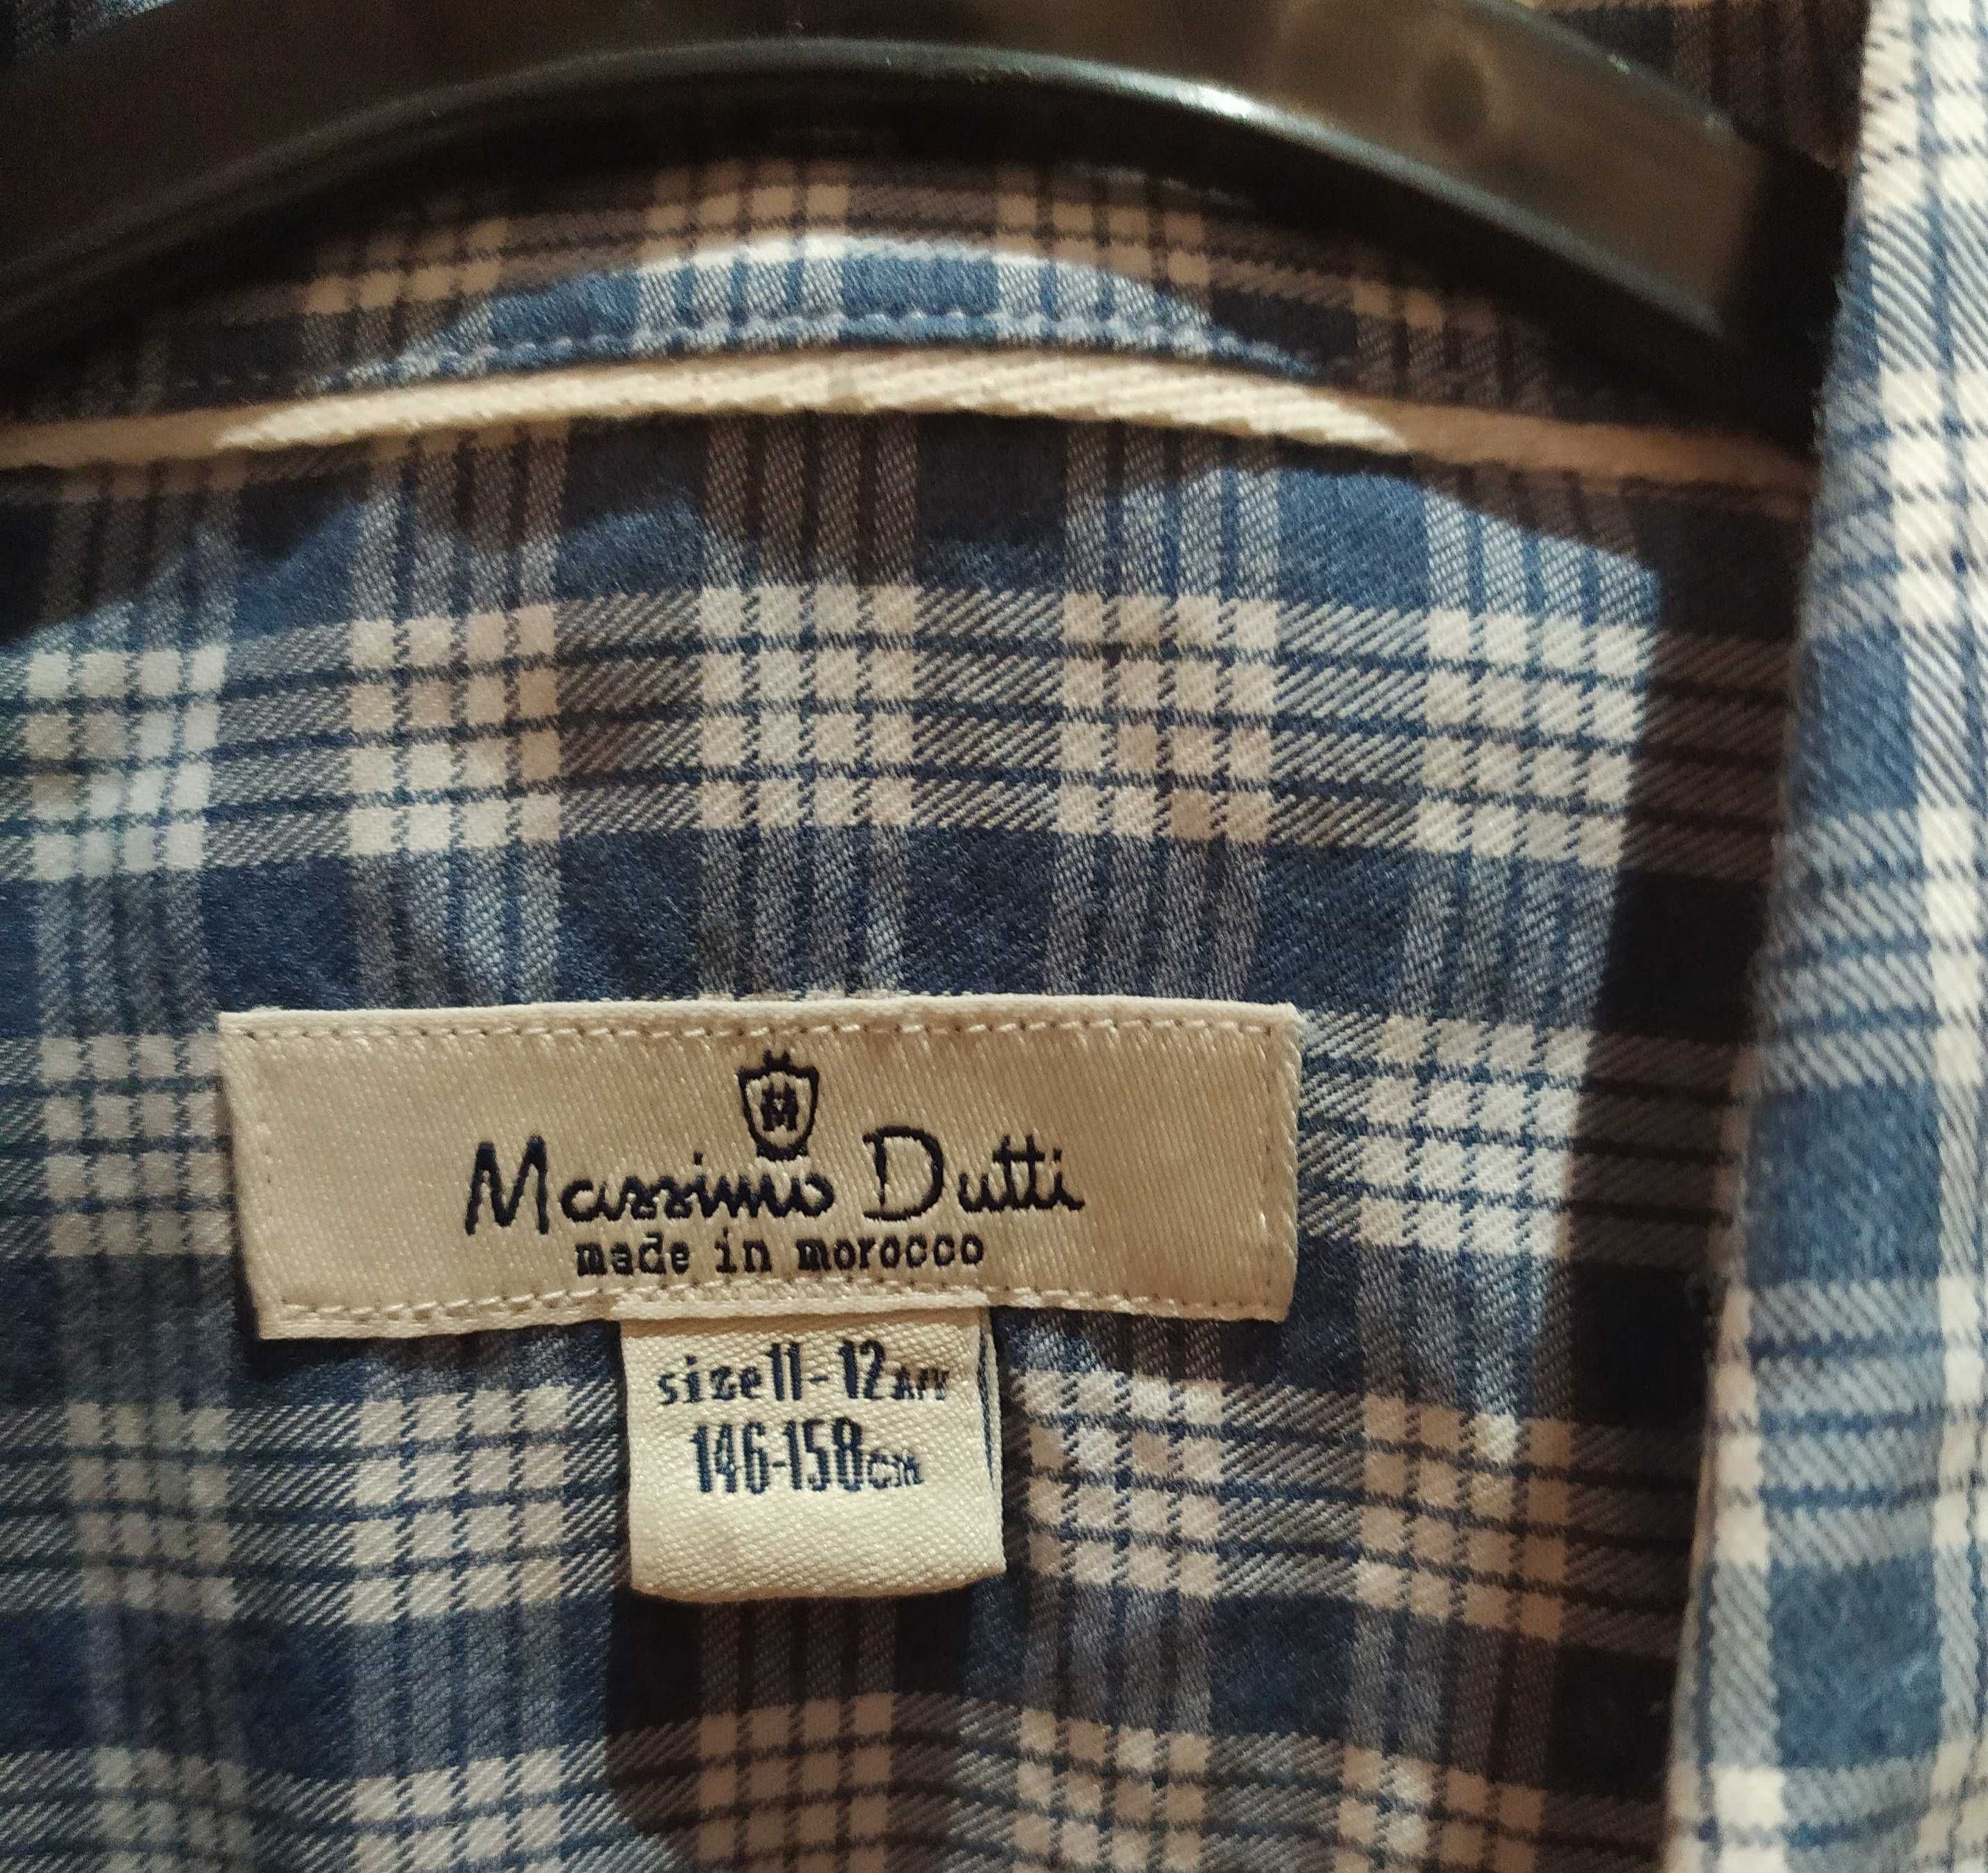 Massimo Dutti
made in morocco
size 11-12 A/Y
146-158cm